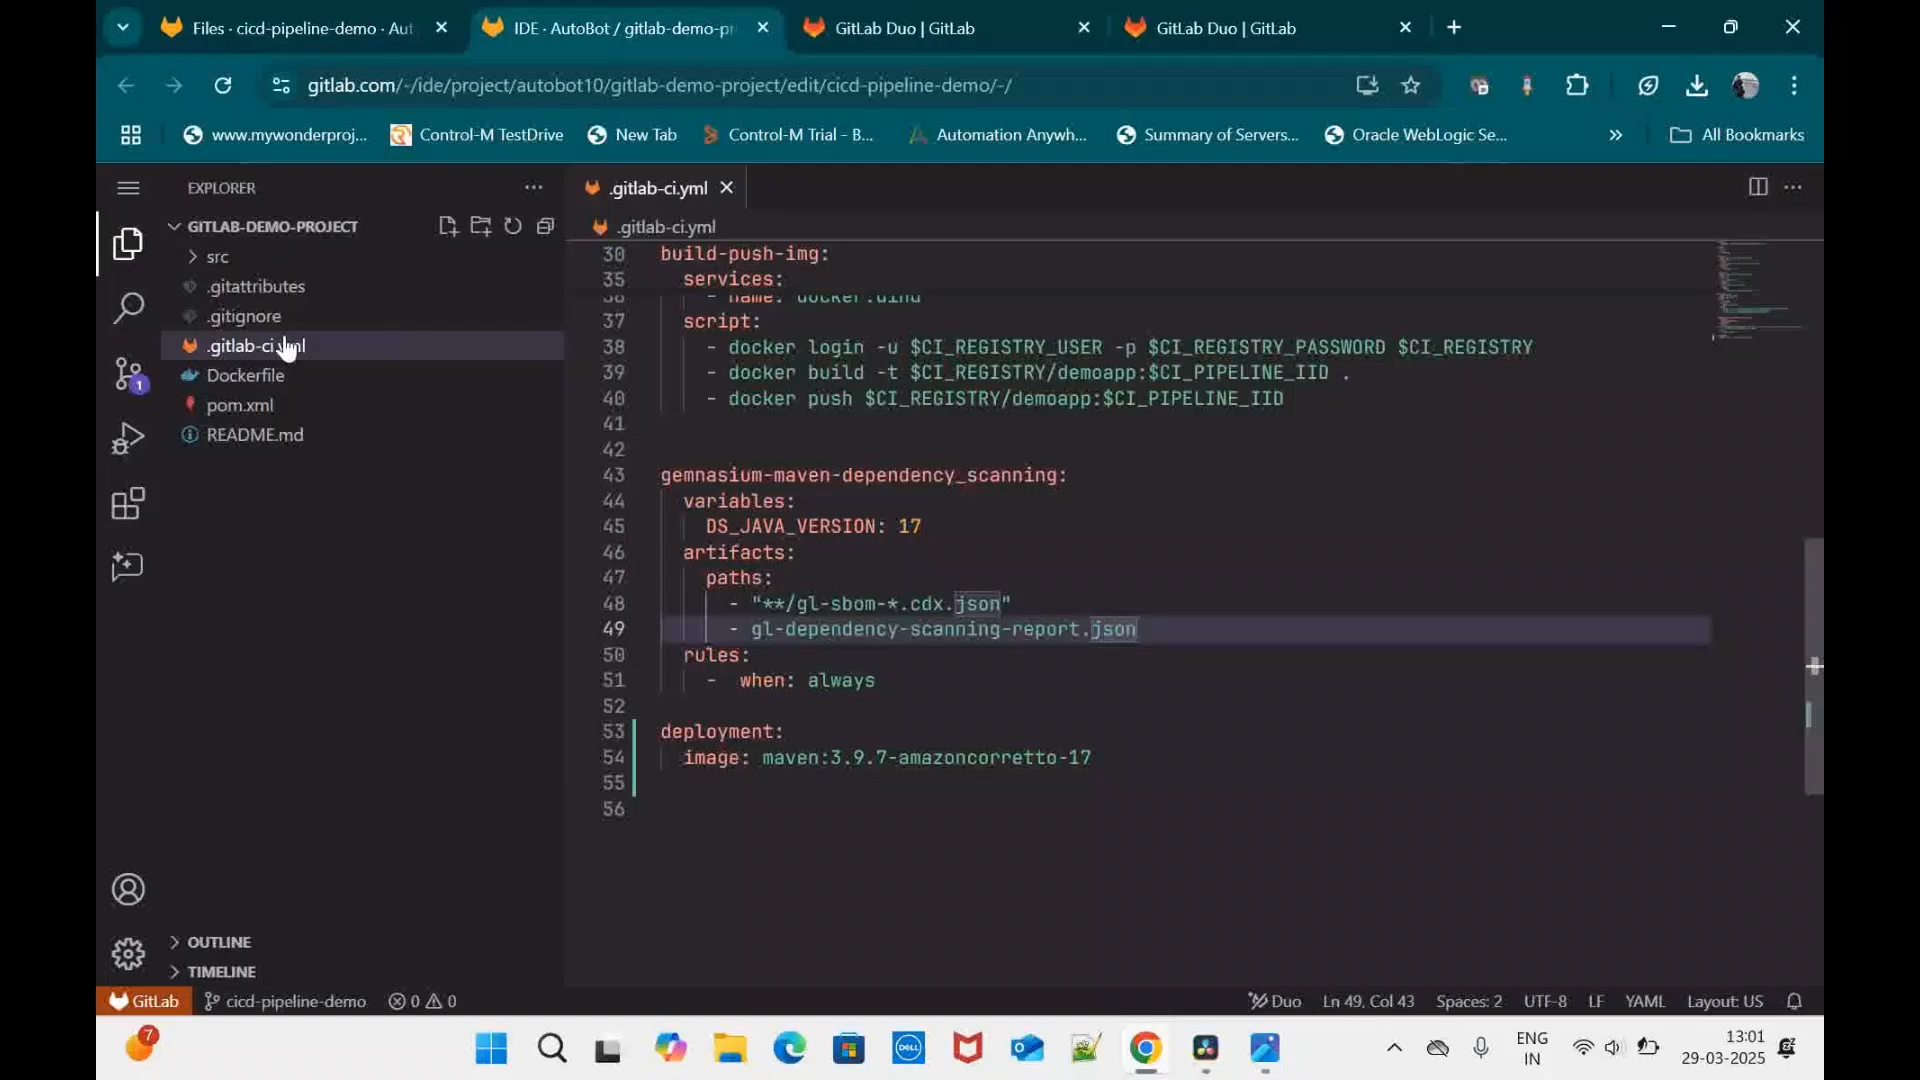 Files · cicd-pipeline-demo · Aut
IDE · AutoBot / gitlab-demo-pr
GitLab Duo | GitLab
GitLab Duo | GitLab
gitlab.com/-/ide/project/autobot10/gitlab-demo-project/edit/cicd-pipeline-demo/-/
www.mywonderproj...
Control-M TestDrive
New Tab
Control-M Trial - B...
Automation Anywh...
Summary of Servers...
Oracle WebLogic Se...
All Bookmarks
EXPLORER
GITLAB-DEMO-PROJECT
src
.gitattributes
.gitignore
.gitlab-ci.yml
Dockerfile
pom.xml
README.md
OUTLINE
TIMELINE
.gitlab-ci.yml
.gitlab-ci.yml
30 build-push-img:
35 services:
36 - name: docker:dind
37 script:
38 - docker login -u $CI_REGISTRY_USER -p $CI_REGISTRY_PASSWORD $CI_REGISTRY
39 - docker build -t $CI_REGISTRY/demoapp:$CI_PIPELINE_IID .
40 - docker push $CI_REGISTRY/demoapp:$CI_PIPELINE_IID
41
42
43 gemnasium-maven-dependency_scanning:
44 variables:
45 DS_JAVA_VERSION: 17
46 artifacts:
47 paths:
48 - "**/gl-sbom-*.cdx.json"
49 - gl-dependency-scanning-report.json
50 rules:
51 - when: always
52
53 deployment:
54 image: maven:3.9.7-amazoncorretto-17
55
56
1
GitLab
cicd-pipeline-demo
0
0
Duo
Ln 49, Col 43
Spaces: 2
UTF-8
LF
YAML
Layout: US
7
DELL
ENG
IN
13:01
29-03-2025